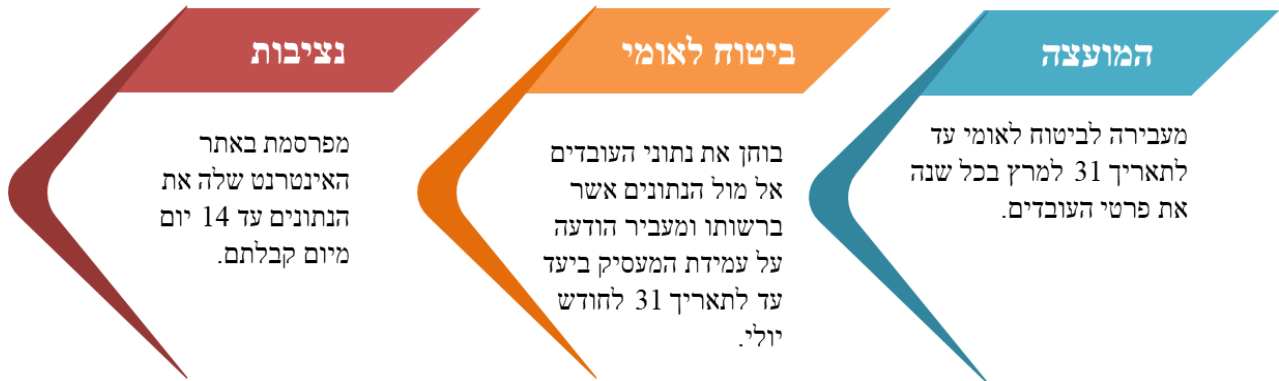 המועצה
מעבירה לביטוח לאומי עד
לתאריך 31 למרץ בכל שנה
את פרטי העובדים.
ביטוח לאומי
בוחן את נתוני העובדים
אל מול הנתונים אשר
ברשותו ומעביר הודעה
על עמידת המעסיק ביעד
עד לתאריך 31 לחודש
יולי.
נציבות
מפרסמת באתר
האינטרנט שלה את
הנתונים עד 14 יום
מיום קבלתם.